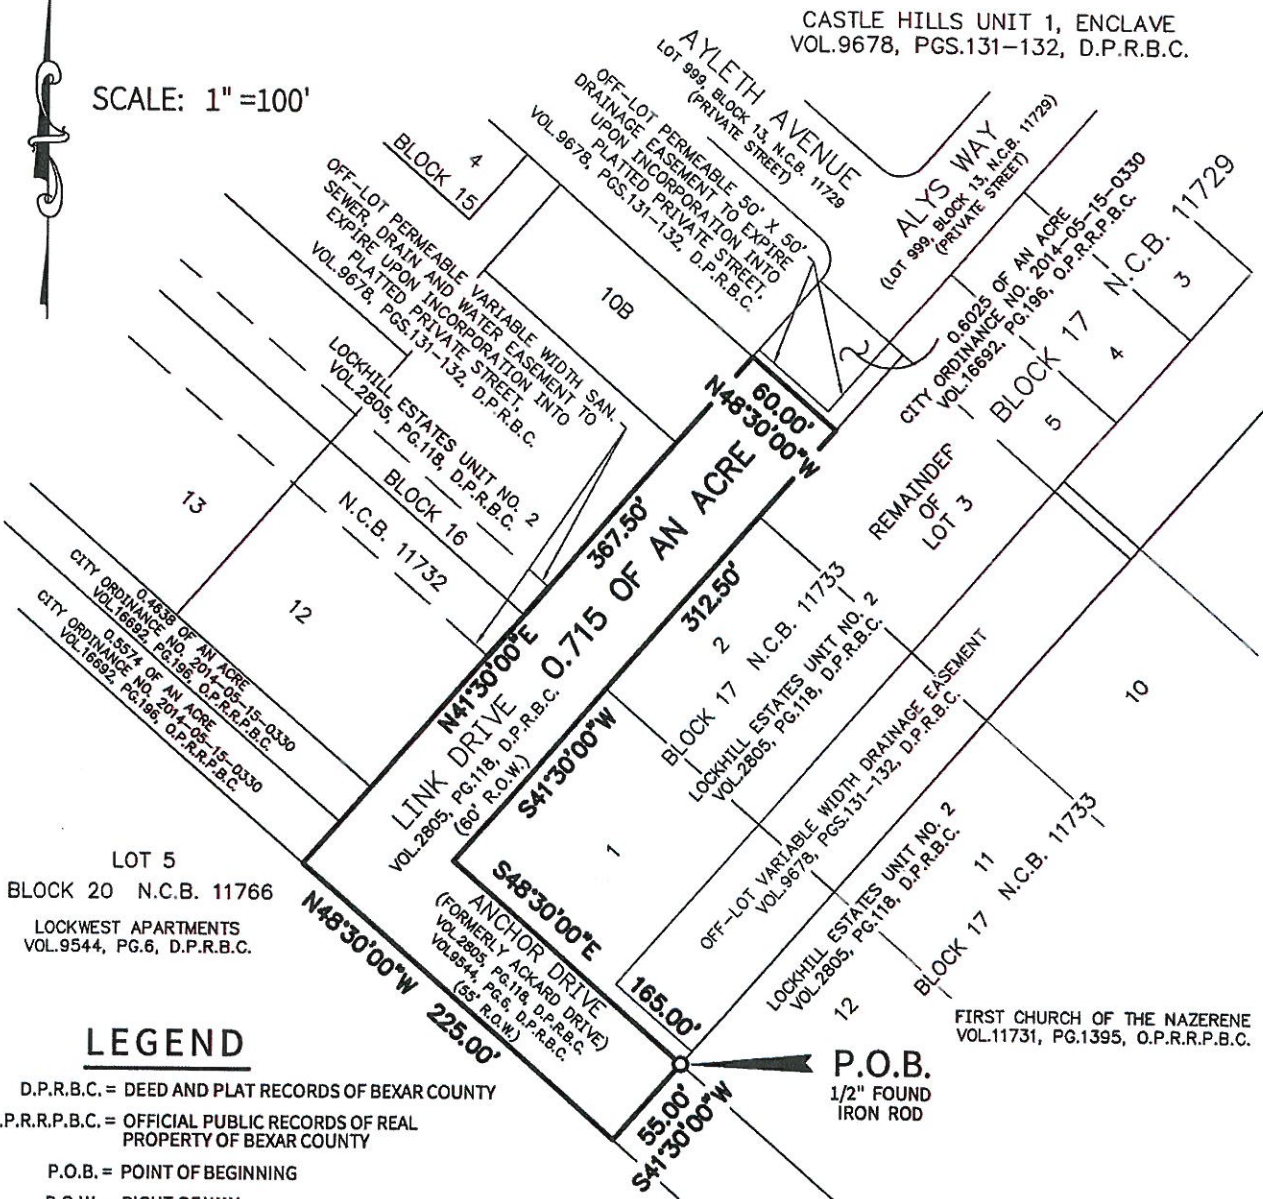 CASTLE HILLS UNIT 1, ENCLAVE
VOL.9678, PGS.131-132, D.P.R.B.C.
SCALE: 1" =100'
AYLETH AVENUE
LOT 999, BLOCK 13, N.C.B. 11729
(PRIVATE STREET)
ALYS WAY
(LOT 999, BLOCK 13, N.C.B. 11729)
(PRIVATE STREET)
OFF-LOT PERMEABLE 50' X 50'
DRAINAGE EASEMENT TO EXPIRE
UPON INCORPORATION INTO
PLATTED PRIVATE STREET,
VOL.9678, PGS.131-132, D.P.R.B.C.
BLOCK 15
4
10B
OFF-LOT PERMEABLE VARIABLE WIDTH SAN.
SEWER, DRAIN AND WATER EASEMENT TO
EXPIRE UPON INCORPORATION INTO
PLATTED PRIVATE STREET,
VOL.9678, PGS.131-132, D.P.R.B.C.
0.6025 OF AN ACRE
CITY ORDINANCE NO. 2014-05-15-0330
VOL.16692, PG.196, O.P.R.R.P.B.C.
BLOCK 17 N.C.B. 11729
3
4
5
LOCKHILL ESTATES UNIT NO. 2
VOL.2805, PG.118, D.P.R.B.C.
BLOCK 16
N.C.B. 11732
13
12
60.00'
N48°30'00"W
REMAINDER
OF
LOT 3
367.50'
N41°30'00"E
0.715 OF AN ACRE
LINK DRIVE
VOL.2805, PG.118, D.P.R.B.C.
(60' R.O.W.)
312.50'
S41°30'00"W
2
BLOCK 17 N.C.B. 11733
LOCKHILL ESTATES UNIT NO. 2
VOL.2805, PG.118, D.P.R.B.C.
1
OFF-LOT VARIABLE WIDTH DRAINAGE EASEMENT
VOL.9678, PGS.131-132, D.P.R.B.C.
10
0.4638 OF AN ACRE
CITY ORDINANCE NO. 2014-05-15-0330
VOL.16692, PG.196, O.P.R.R.P.B.C.
0.5574 OF AN ACRE
CITY ORDINANCE NO. 2014-05-15-0330
VOL.16692, PG.196, O.P.R.R.P.B.C.
LOT 5
BLOCK 20 N.C.B. 11766
LOCKWEST APARTMENTS
VOL.9544, PG.6, D.P.R.B.C.
S48°30'00"E
165.00'
ANCHOR DRIVE
(FORMERLY ACKARD DRIVE)
VOL.2805, PG.118, D.P.R.B.C.
VOL9544, PG.6, D.P.R.B.C.
(55' R.O.W.)
N48°30'00"W 225.00'
LOCKHILL ESTATES UNIT NO. 2
VOL.2805, PG.118, D.P.R.B.C.
11
12
BLOCK 17 N.C.B. 11733
FIRST CHURCH OF THE NAZERENE
VOL.11731, PG.1395, O.P.R.R.P.B.C.
P.O.B.
1/2" FOUND
IRON ROD
55.00'
S41°30'00"W
LEGEND
D.P.R.B.C. = DEED AND PLAT RECORDS OF BEXAR COUNTY
.P.R.R.P.B.C. = OFFICIAL PUBLIC RECORDS OF REAL
PROPERTY OF BEXAR COUNTY
P.O.B. = POINT OF BEGINNING